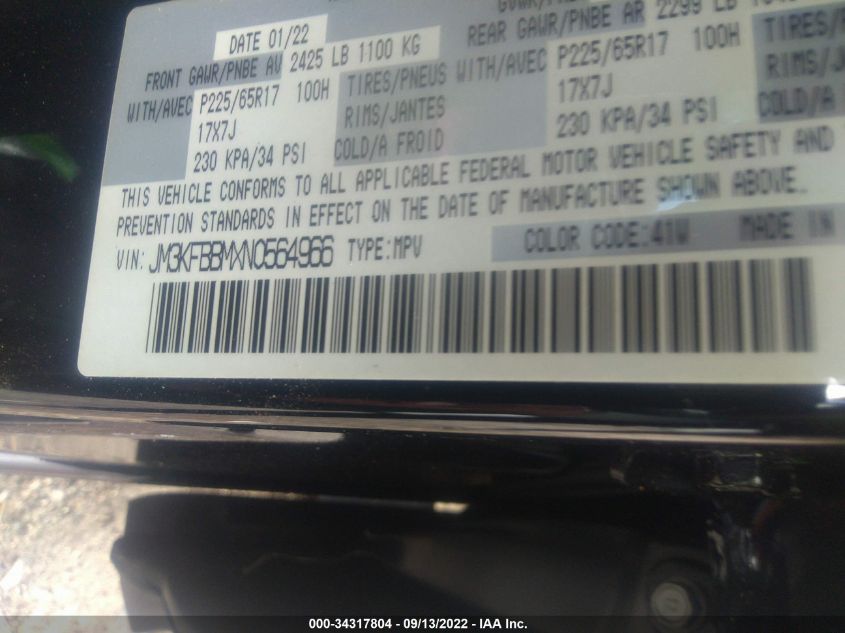 DATE 01/22
FRONT GAWR/PNBE AV 2425 LB 1100 KG
REAR GAWR/PNBE AR 2299 LB
WITH/AVEC P225/65R17 100H TIRES/PNEUS WITH/AVEC P225/65R17 100H TIRES/PN
17X7J RIMS/JANTES 17X7J RIMS/J
230 KPA/34 PSI COLD/A FROID 230 KPA/34 PSI COLD/A
THIS VEHICLE CONFORMS TO ALL APPLICABLE FEDERAL MOTOR VEHICLE SAFETY AND
PREVENTION STANDARDS IN EFFECT ON THE DATE OF MANUFACTURE SHOWN ABOVE.
VIN: JM3KFBBMXN0564966 TYPE:MPV COLOR CODE:41W MADE IN
000-34317804 / 09/13/2022 - IAA Inc.